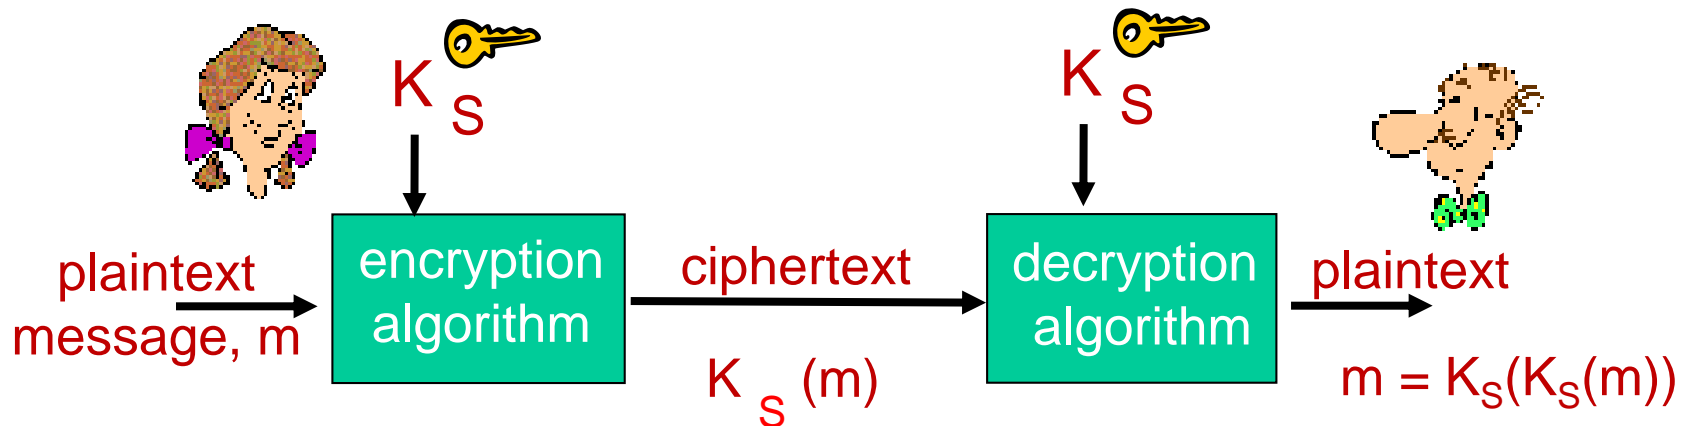 K S
K S
plaintext
message, m
encryption
algorithm
ciphertext
K S (m)
decryption
algorithm
plaintext
m = KS(KS(m))